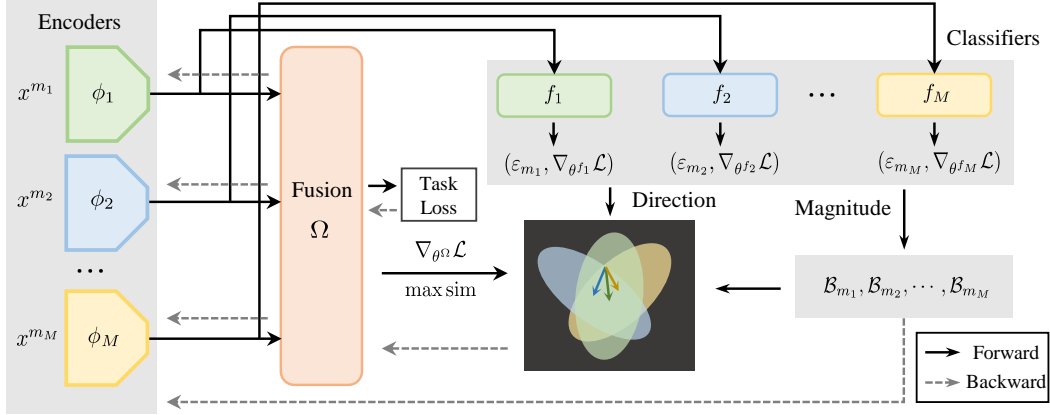 Encoders
Classifiers
x^{m_1}
ϕ_1
f_1
f_2
...
f_M
(ε_{m_1}, ∇_{θ^{f_1}} ℒ)
(ε_{m_2}, ∇_{θ^{f_2}} ℒ)
(ε_{m_M}, ∇_{θ^{f_M}} ℒ)
x^{m_2}
ϕ_2
...
x^{m_M}
ϕ_M
Fusion
Ω
Task
Loss
Direction
Magnitude
∇_{θ^Ω} ℒ
max sim
ℬ_{m_1}, ℬ_{m_2}, ⋯, ℬ_{m_M}
Forward
Backward